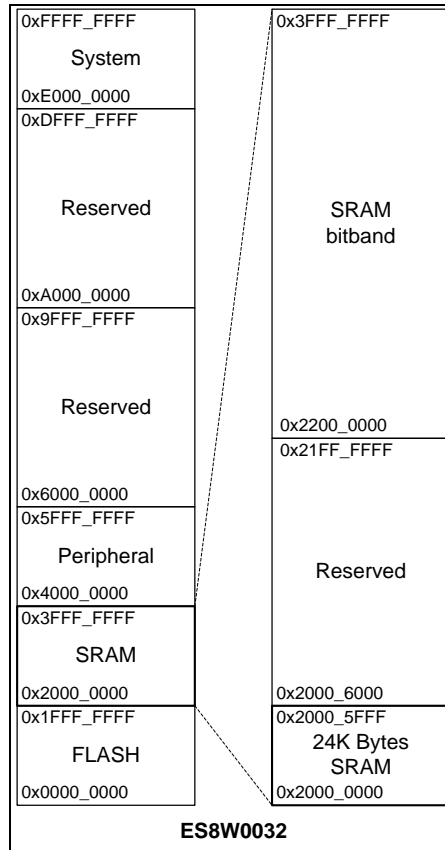 0xFFFF_FFFF
System
0xE000_0000
0xDFFF_FFFF
Reserved
0xA000_0000
0x9FFF_FFFF
Reserved
0x6000_0000
0x5FFF_FFFF
Peripheral
0x4000_0000
0x3FFF_FFFF
SRAM
0x2000_0000
0x1FFF_FFFF
FLASH
0x0000_0000
0x3FFF_FFFF
SRAM
bitband
0x2200_0000
0x21FF_FFFF
Reserved
0x2000_6000
0x2000_5FFF
24K Bytes
SRAM
0x2000_0000
ES8W0032